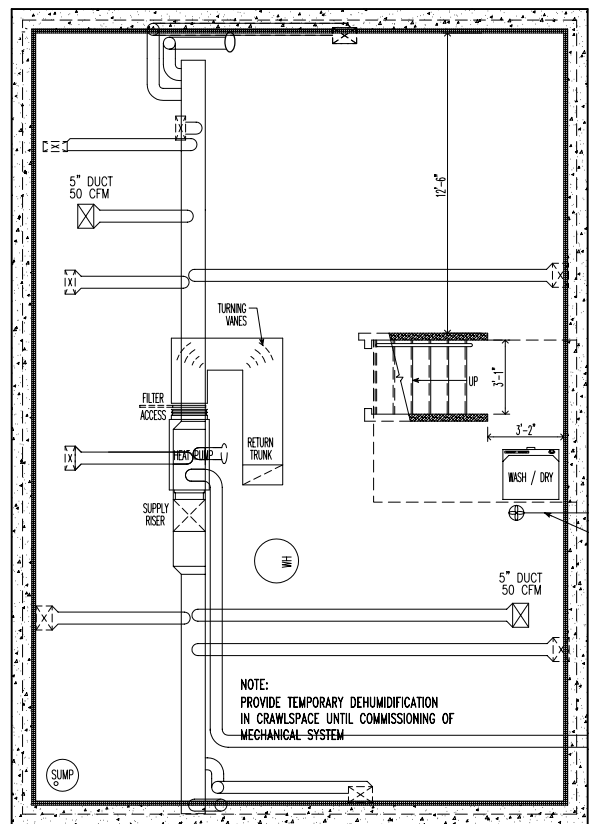 12'-6"
5" DUCT
50 CFM
TURNING
VANES
UP
3'-1"
FILTER
ACCESS
3'-2"
HEAT PUMP
RETURN
TRUNK
WASH / DRY
SUPPLY
RISER
WH
5" DUCT
50 CFM
NOTE:
PROVIDE TEMPORARY DEHUMIDIFICATION
IN CRAWLSPACE UNTIL COMMISSIONING OF
MECHANICAL SYSTEM
SUMP